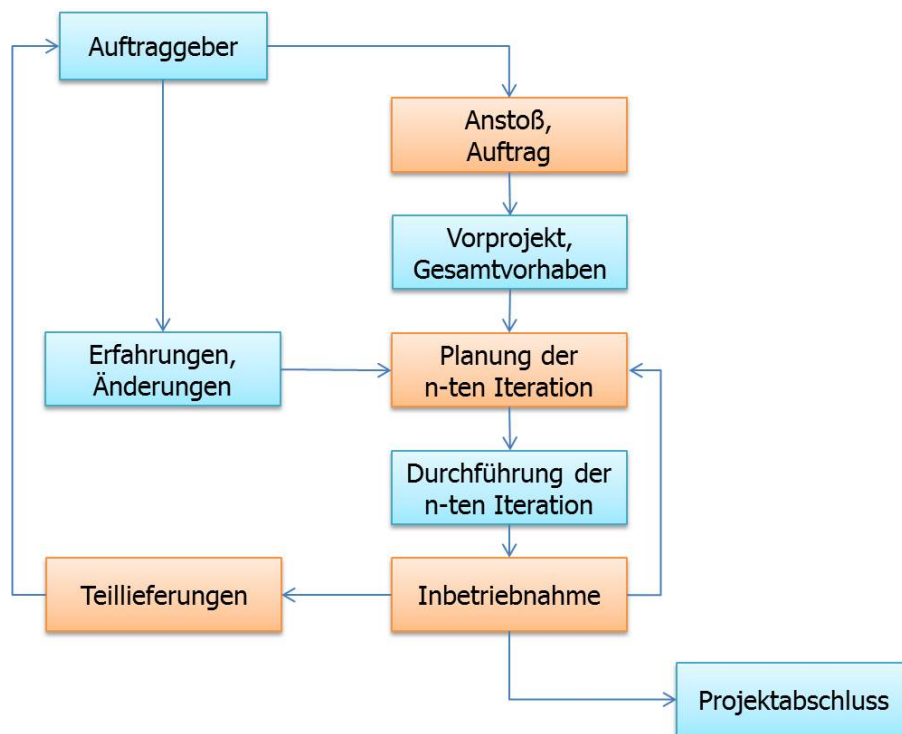 Auftraggeber
Anstoß,
Auftrag
Vorprojekt,
Gesamtvorhaben
Erfahrungen,
Änderungen
Planung der
n-ten Iteration
Durchführung der
n-ten Iteration
Teillieferungen
Inbetriebnahme
Projektabschluss